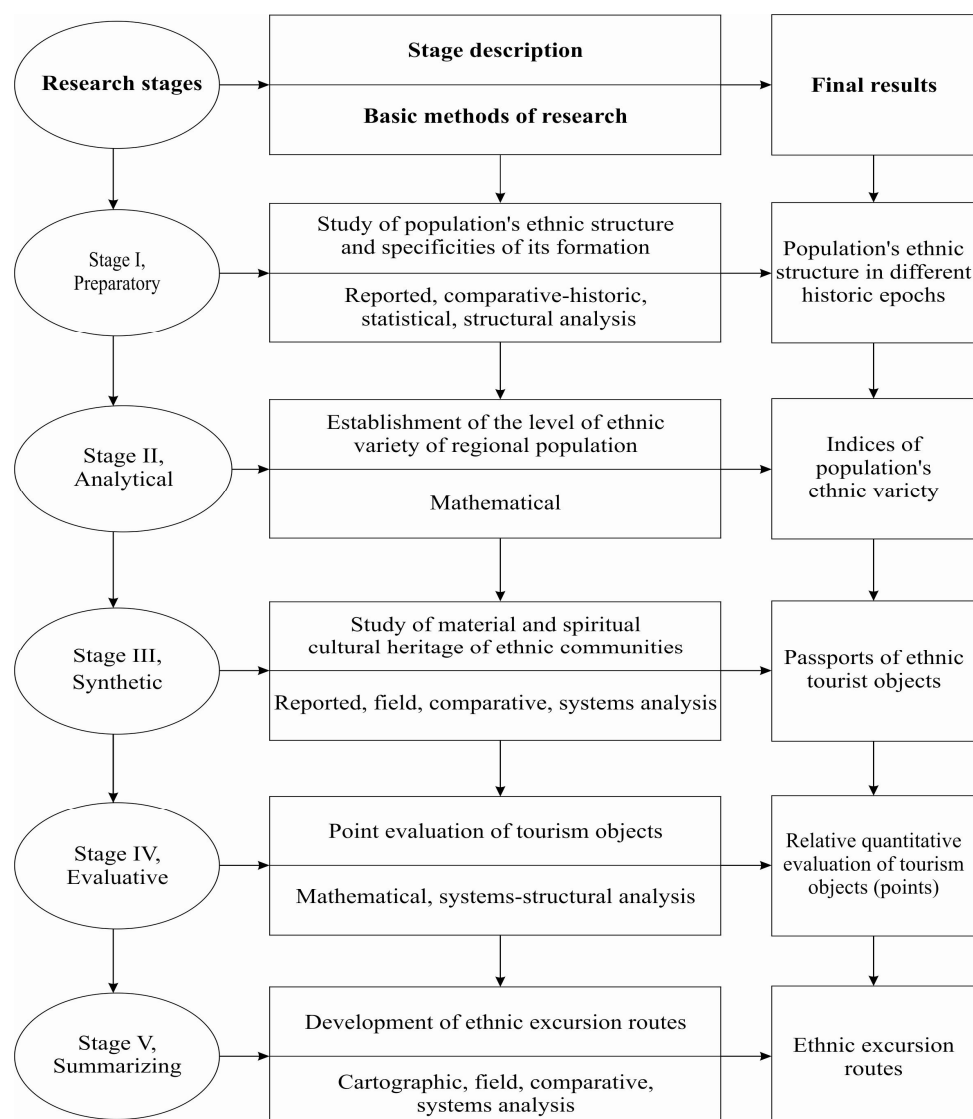 Research stages
Stage description
Basic methods of research
Final results
Stage I,
Preparatory
Study of population's ethnic structure
and specificities of its formation
Reported, comparative-historic,
statistical, structural analysis
Population's ethnic
structure in different
historic epochs
Stage II,
Analytical
Establishment of the level of ethnic
variety of regional population
Mathematical
Indices of
population's
ethnic variety
Stage III,
Synthetic
Study of material and spiritual
cultural heritage of ethnic communities
Reported, field, comparative, systems analysis
Passports of ethnic
tourist objects
Stage IV,
Evaluative
Point evaluation of tourism objects
Mathematical, systems-structural analysis
Relative quantitative
evaluation of tourism
objects (points)
Stage V,
Summarizing
Development of ethnic excursion routes
Cartographic, field, comparative,
systems analysis
Ethnic excursion
routes